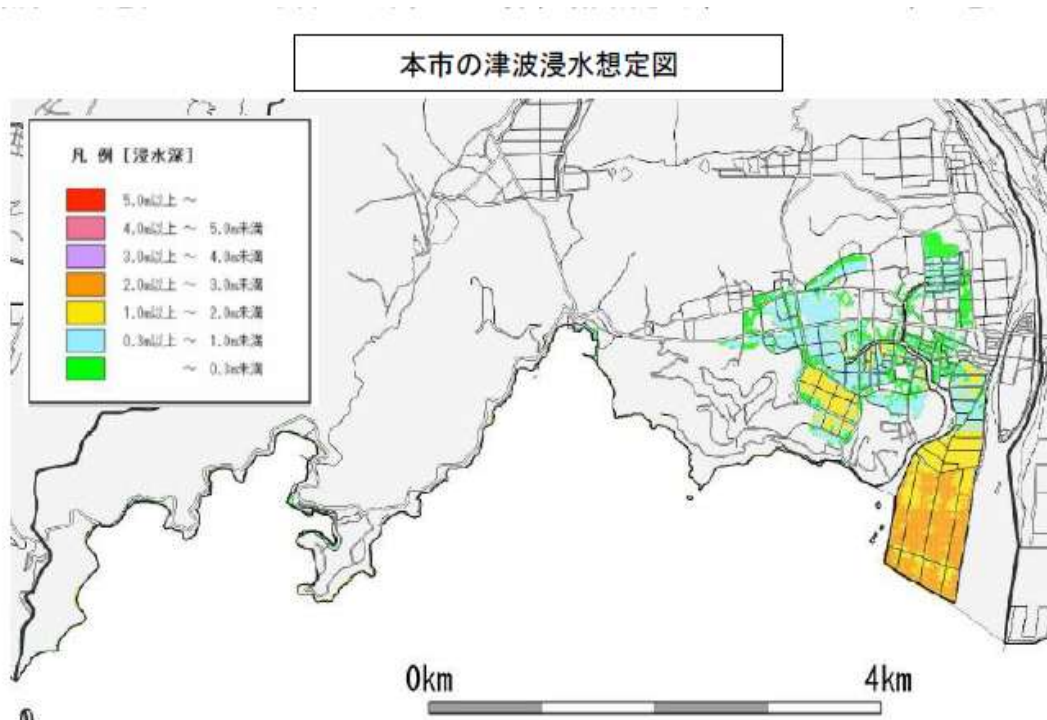 本市の津波浸水想定図
凡 例 [浸水深]
5.0m以上 ～
4.0m以上 ～ 5.0m未満
3.0m以上 ～ 4.0m未満
2.0m以上 ～ 3.0m未満
1.0m以上 ～ 2.0m未満
0.3m以上 ～ 1.0m未満
～ 0.3m未満
0km 4km